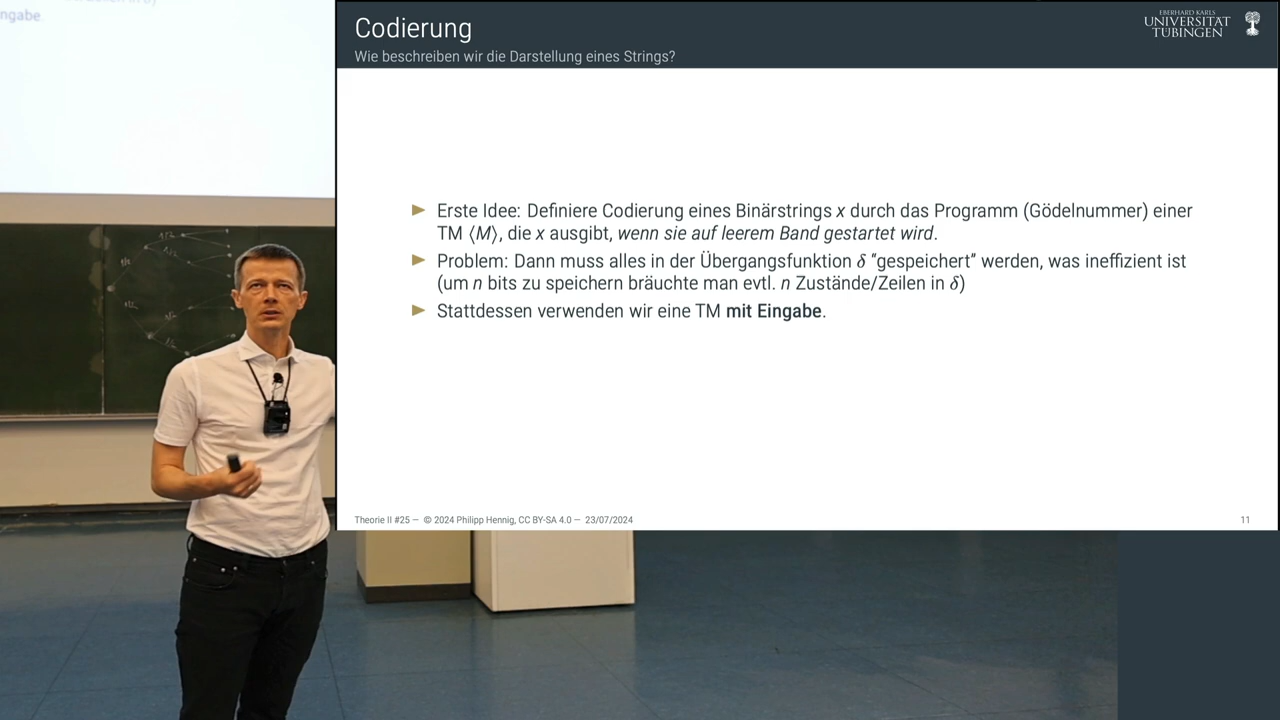 ngabe.
Codierung
Wie beschreiben wir die Darstellung eines Strings?
EBERHARD KARLS
UNIVERSITÄT
TÜBINGEN
► Erste Idee: Definiere Codierung eines Binärstrings x durch das Programm (Gödelnummer) einer
TM ⟨M⟩, die x ausgibt, wenn sie auf leerem Band gestartet wird.
► Problem: Dann muss alles in der Übergangsfunktion δ “gespeichert” werden, was ineffizient ist
(um n bits zu speichern bräuchte man evtl. n Zustände/Zeilen in δ)
► Stattdessen verwenden wir eine TM mit Eingabe.
Theorie II #25 — © 2024 Philipp Hennig, CC BY-SA 4.0 — 23/07/2024
11